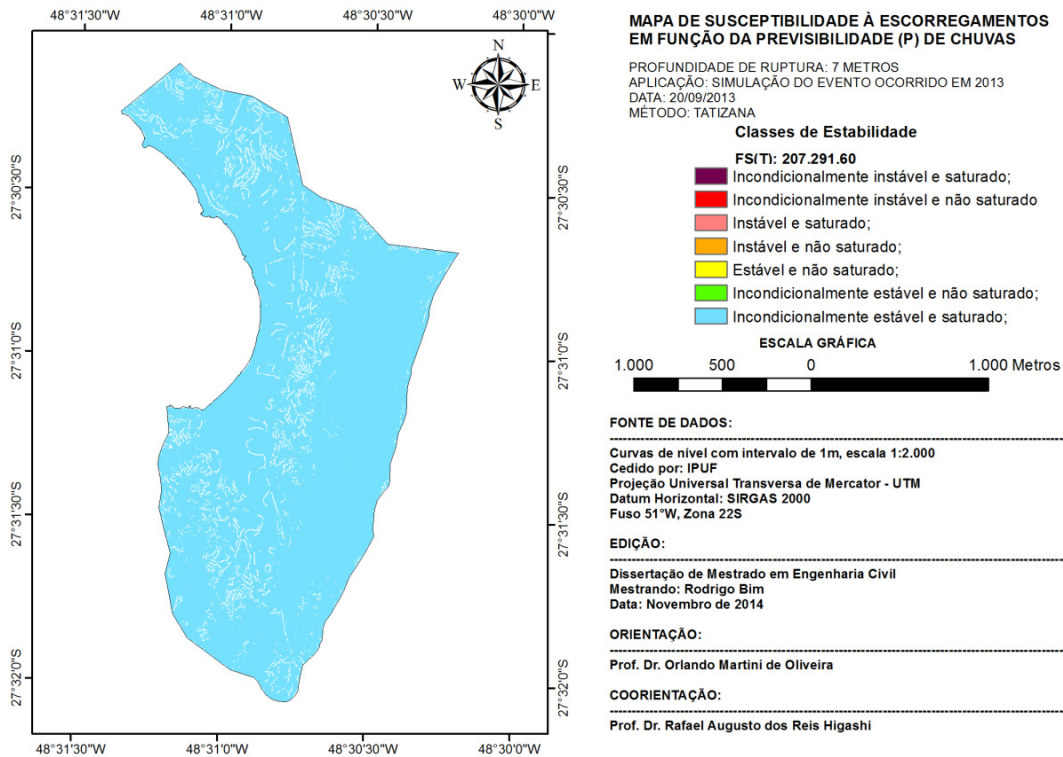 48°31'30"W 48°31'0"W 48°30'30"W 48°30'0"W
N
W E
S
27°30'30"S 27°30'30"S
27°31'0"S 27°31'0"S
27°31'30"S 27°31'30"S
27°32'0"S 27°32'0"S
48°31'30"W 48°31'0"W 48°30'30"W 48°30'0"W
MAPA DE SUSCEPTIBILIDADE À ESCORREGAMENTOS
EM FUNÇÃO DA PREVISIBILIDADE (P) DE CHUVAS
PROFUNDIDADE DE RUPTURA: 7 METROS
APLICAÇÃO: SIMULAÇÃO DO EVENTO OCORRIDO EM 2013
DATA: 20/09/2013
MÉTODO: TATIZANA
Classes de Estabilidade
FS(T): 207.291.60
Incondicionalmente instável e saturado;
Incondicionalmente instável e não saturado
Instável e saturado;
Instável e não saturado;
Estável e não saturado;
Incondicionalmente estável e não saturado;
Incondicionalmente estável e saturado;
ESCALA GRÁFICA
1.000 500 0 1.000 Metros
FONTE DE DADOS:
Curvas de nível com intervalo de 1m, escala 1:2.000
Cedido por: IPUF
Projeção Universal Transversa de Mercator - UTM
Datum Horizontal: SIRGAS 2000
Fuso 51°W, Zona 22S
EDIÇÃO:
Dissertação de Mestrado em Engenharia Civil
Mestrando: Rodrigo Bim
Data: Novembro de 2014
ORIENTAÇÃO:
Prof. Dr. Orlando Martini de Oliveira
COORIENTAÇÃO:
Prof. Dr. Rafael Augusto dos Reis Higashi